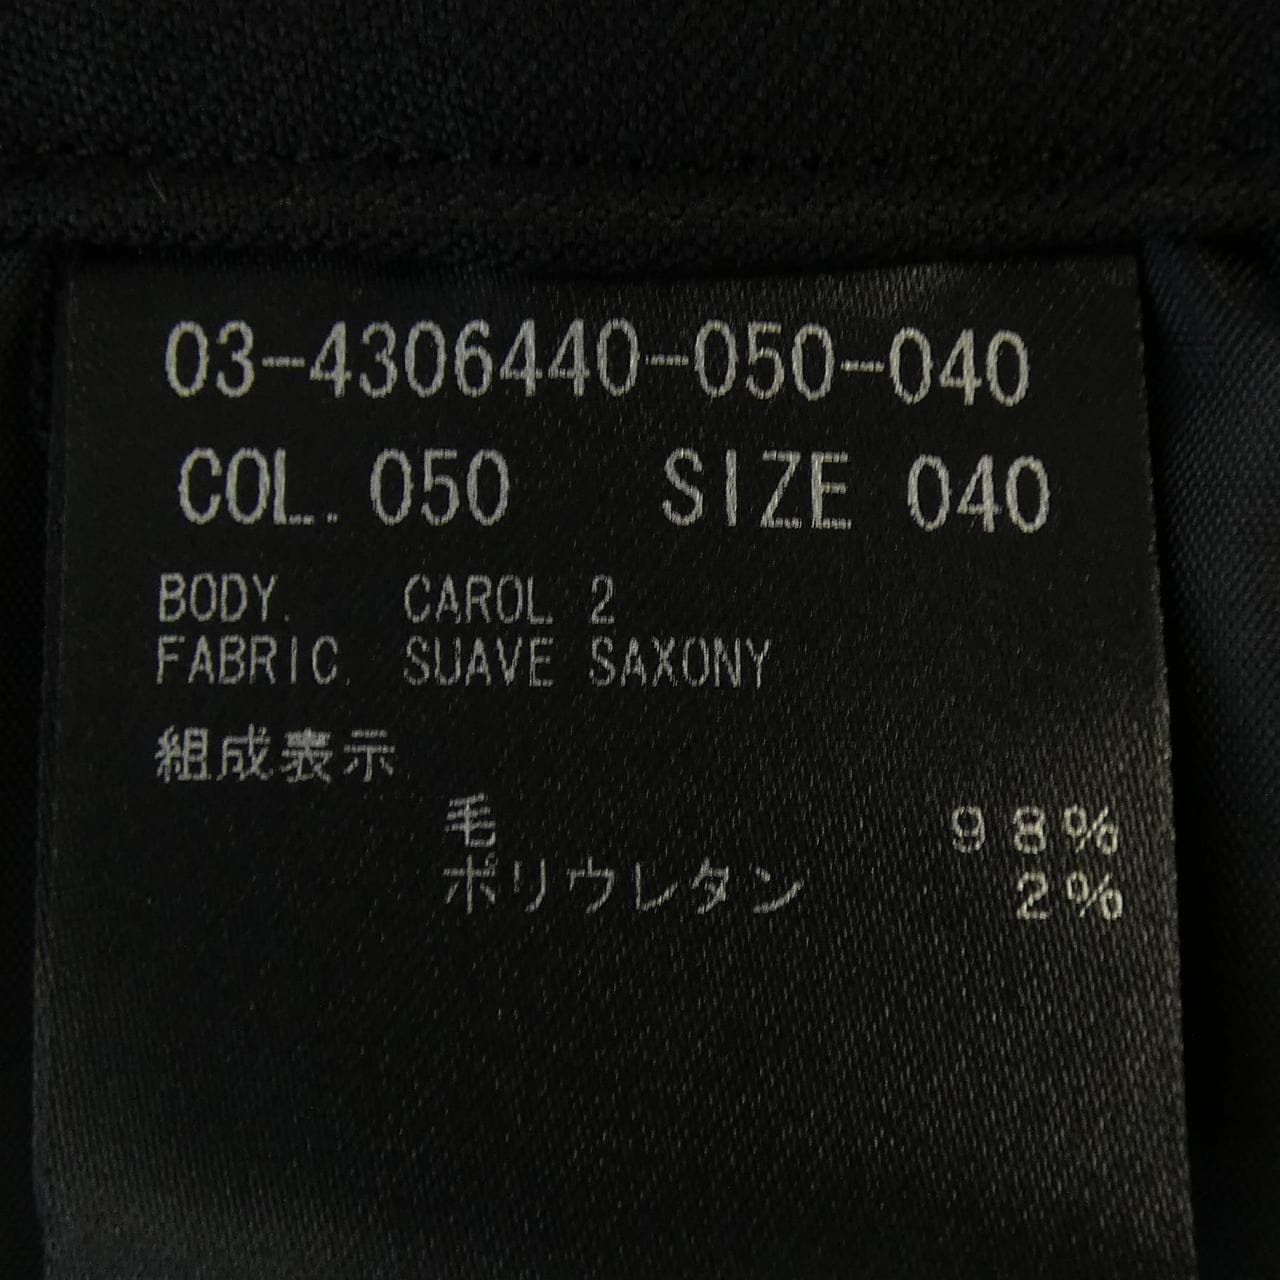 03-4306440-050-040
COL. 050 SIZE 040
BODY. CAROL 2
FABRIC. SUAVE SAXONY
組成表示
毛 98%
ポリウレタン 2%